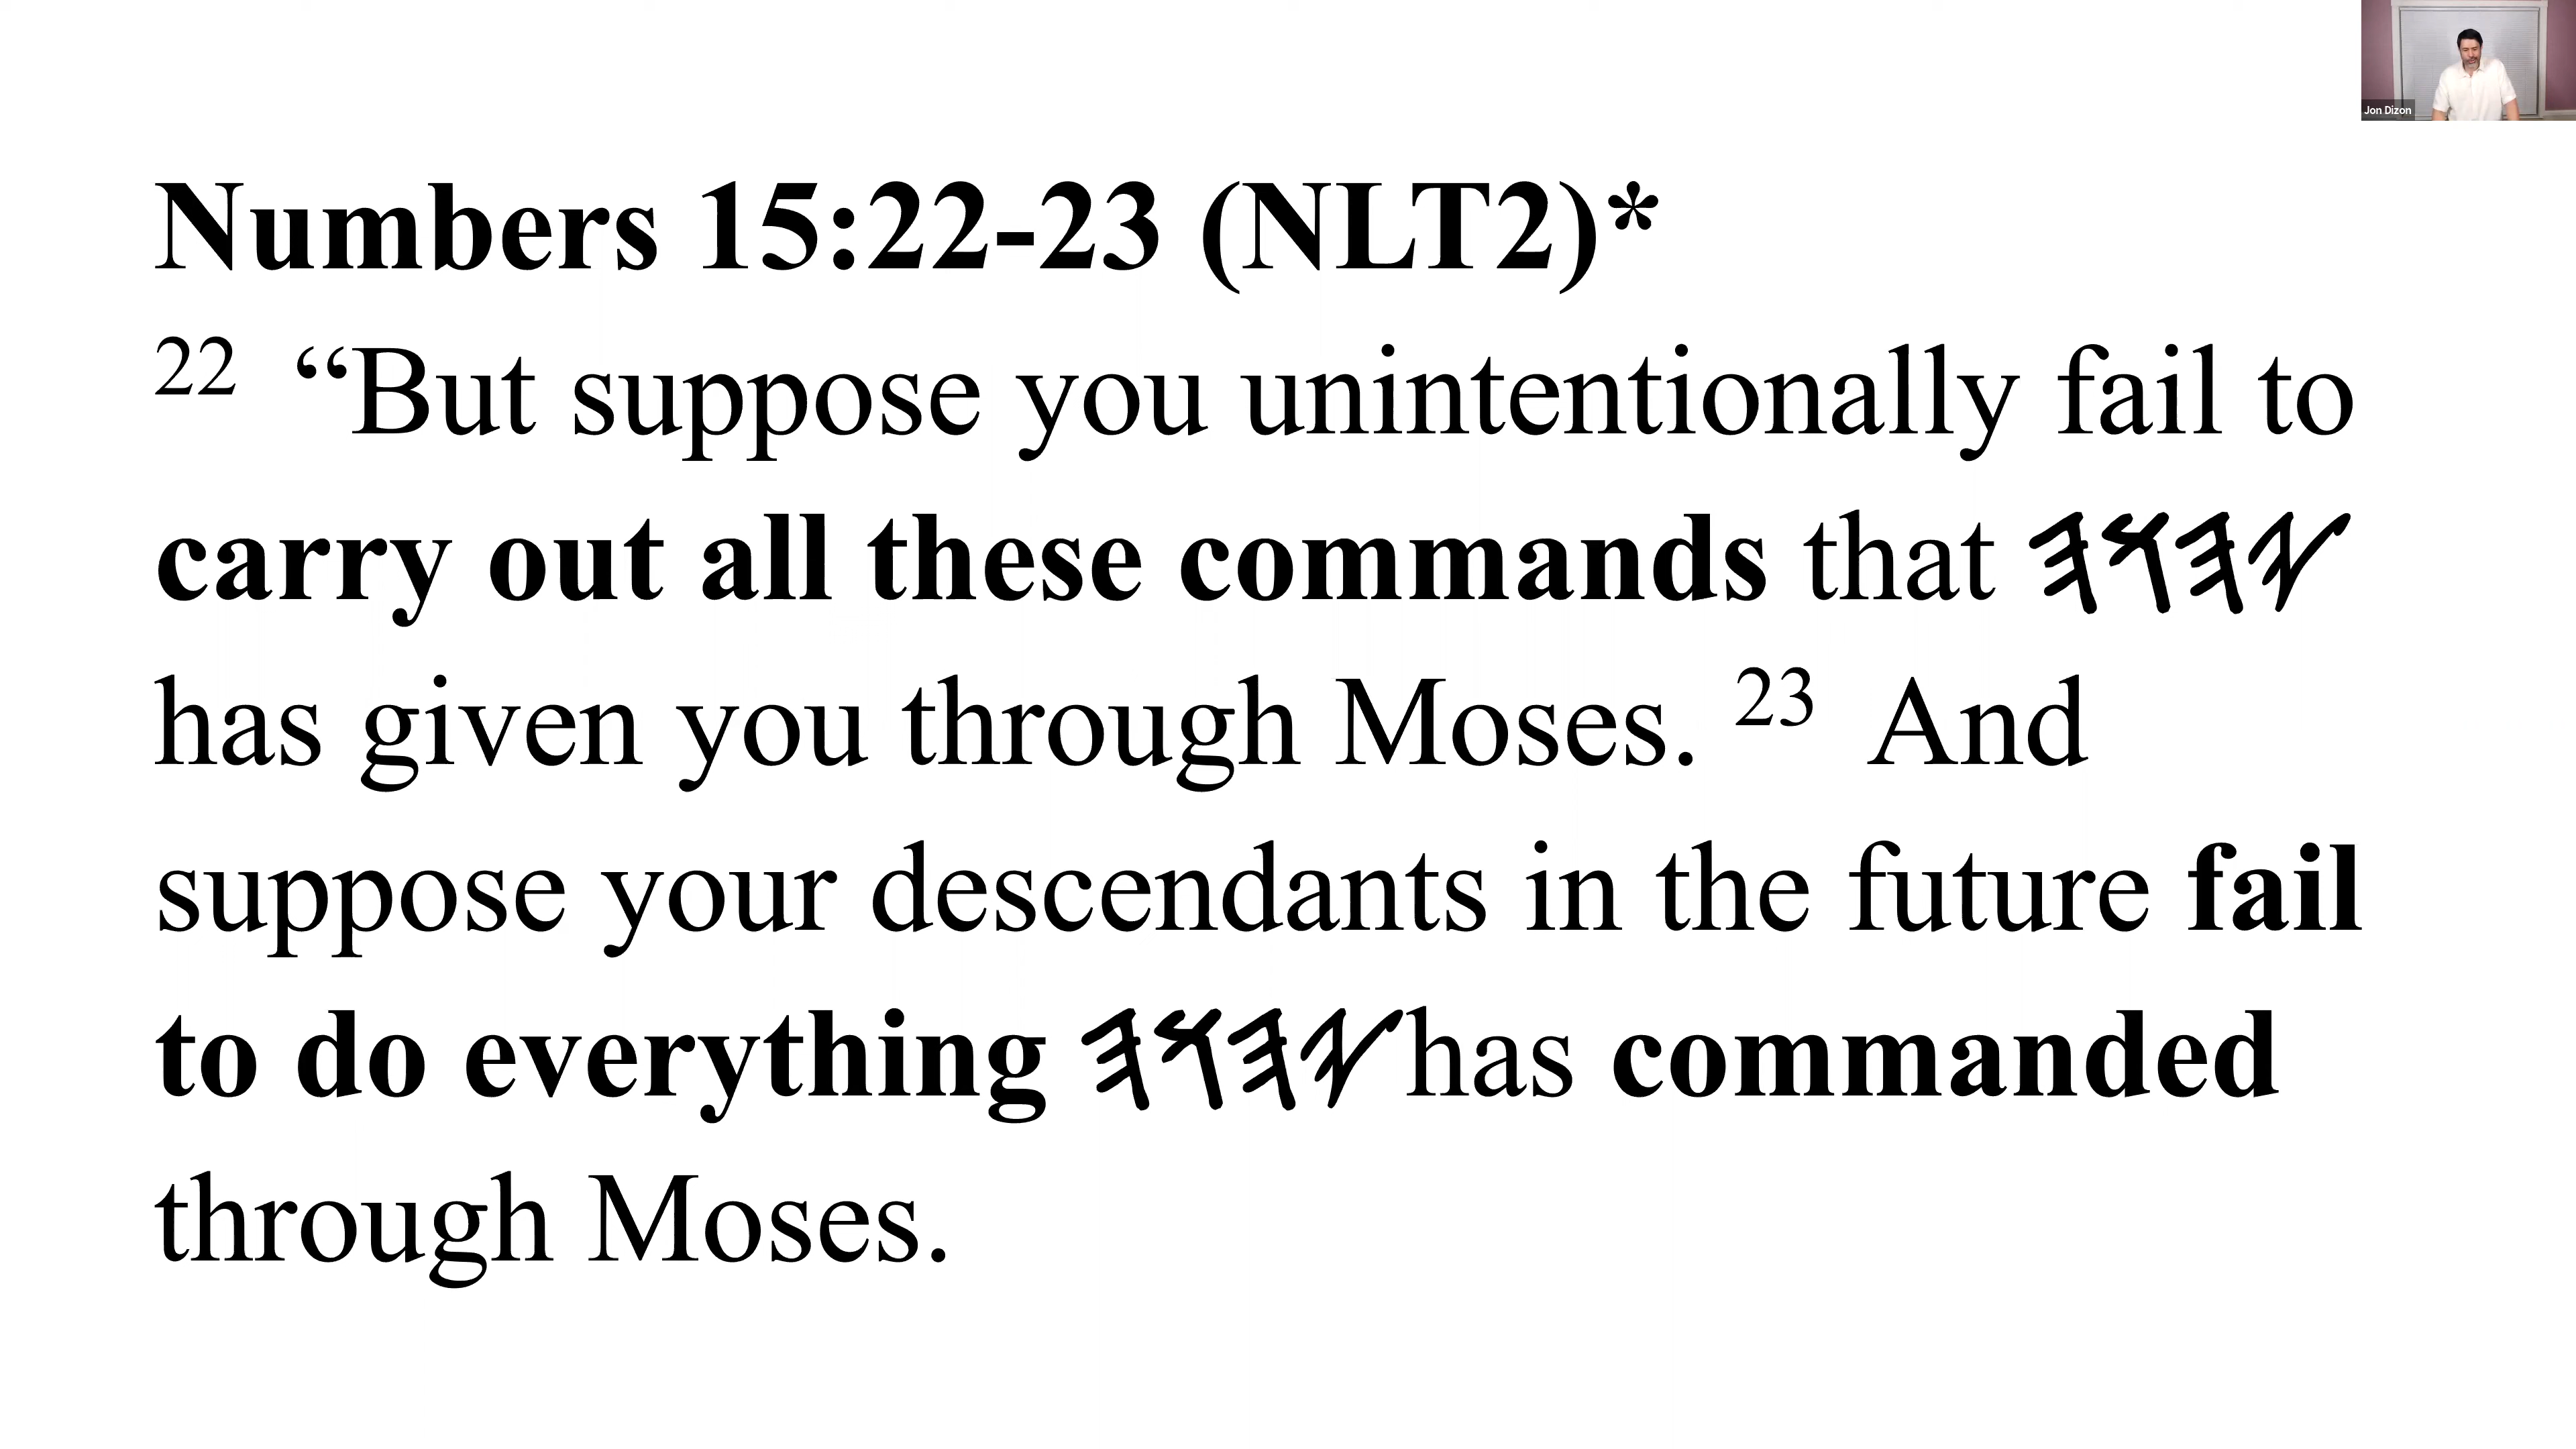 Jon Dizon
Numbers 15:22-23 (NLT2)*
22 “But suppose you unintentionally fail to
carry out all these commands that 𐤉𐤄𐤅𐤄
has given you through Moses. 23 And
suppose your descendants in the future fail
to do everything 𐤉𐤄𐤅𐤄 has commanded
through Moses.